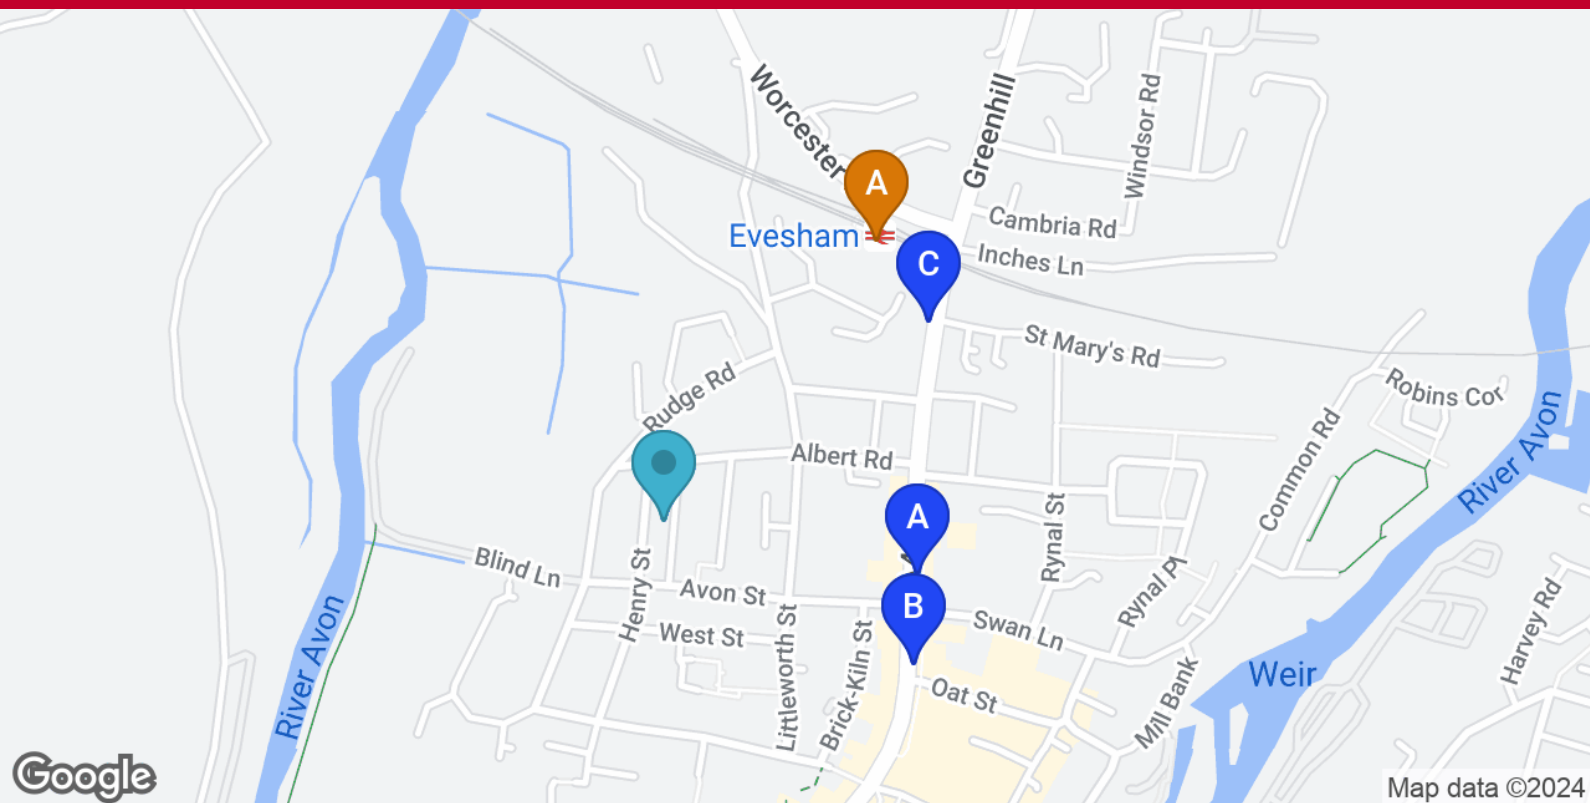 Worcester
Greenhill
Windsor Rd
A
Cambria Rd
Evesham
Inches Ln
C
St Mary's Rd
Robins Cor
Rudge Rd
River Avon
Common Rd
Albert Rd
A
Rynal St
Blind Ln
Avon St
B
Rynal Pl
Harvey Rd
Henry St
West St
Littleworth St
Brick-Kiln St
Swan Ln
River Avon
Weir
Oat St
Mill Bank
Google
Map data ©2024